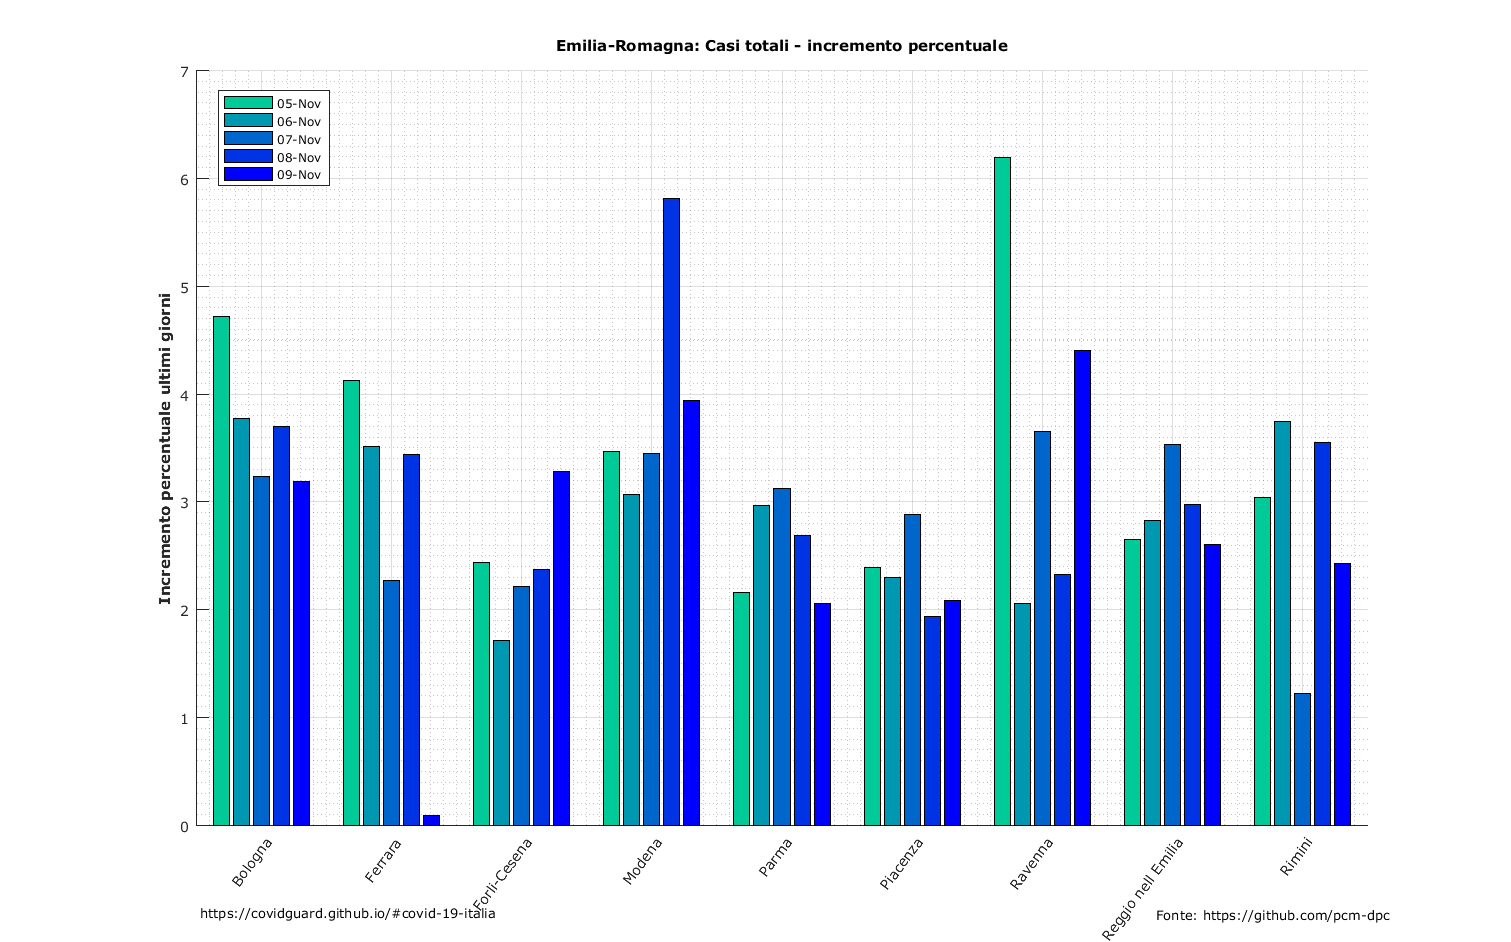 Emilia-Romagna: Casi totali - incremento percentuale
7
6
5
4
3
2
1
0
Incremento percentuale ultimi giorni
05-Nov
06-Nov
07-Nov
08-Nov
09-Nov
Bologna
Ferrara
Forlì-Cesena
Modena
Parma
Piacenza
Ravenna
Reggio nell Emilia
Rimini
https://covidguard.github.io/#covid-19-italia
Fonte: https://github.com/pcm-dpc